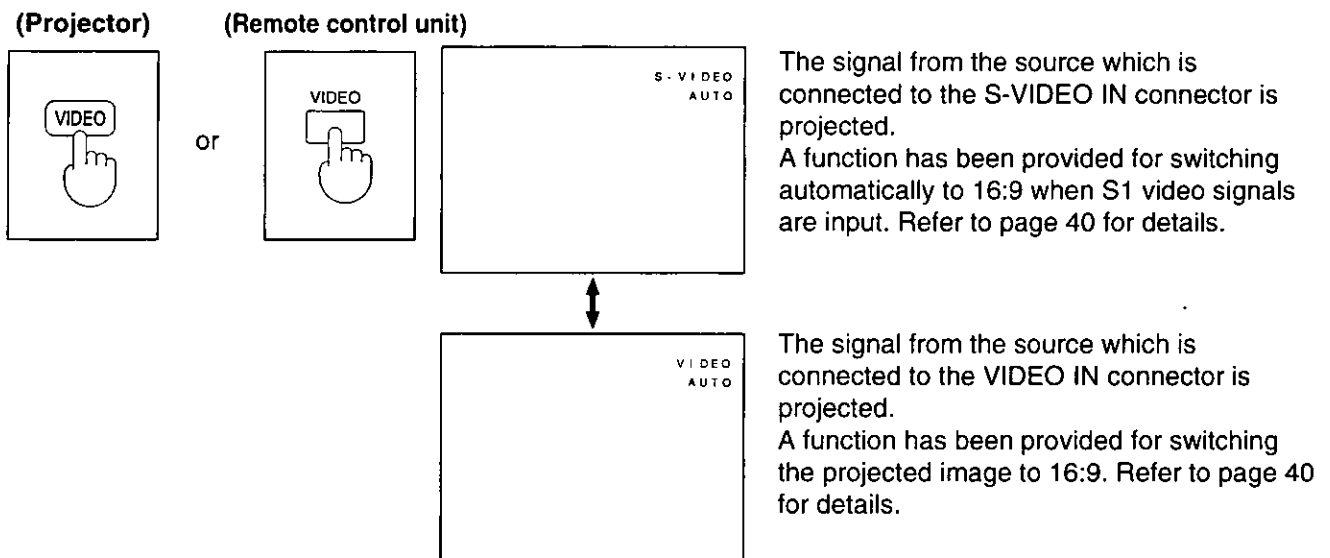 (Projector)
(Remote control unit)
VIDEO
or
VIDEO
S-VIDEO
AUTO
The signal from the source which is
connected to the S-VIDEO IN connector is
projected.
A function has been provided for switching
automatically to 16:9 when S1 video signals
are input. Refer to page 40 for details.
VIDEO
AUTO
The signal from the source which is
connected to the VIDEO IN connector is
projected.
A function has been provided for switching
the projected image to 16:9. Refer to page 40
for details.